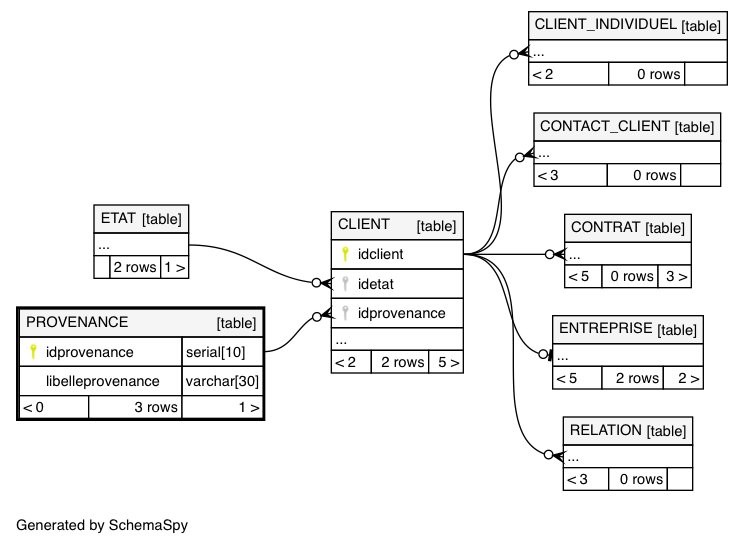 CLIENT_INDIVIDUEL [table]
...
< 2 0 rows
CONTACT_CLIENT [table]
...
< 3 0 rows
ETAT [table]
...
2 rows 1 >
CLIENT [table]
idclient
idetat
idprovenance
...
< 2 2 rows 5 >
CONTRAT [table]
...
< 5 0 rows 3 >
PROVENANCE [table]
idprovenance serial[10]
libelleprovenance varchar[30]
< 0 3 rows 1 >
ENTREPRISE [table]
...
< 5 2 rows 2 >
RELATION [table]
...
< 3 0 rows
Generated by SchemaSpy